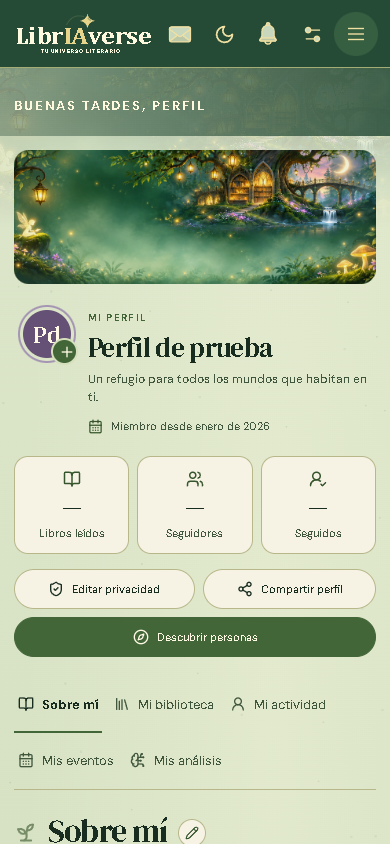 LibrIAverse
TU UNIVERSO LITERARIO
BUENAS TARDES, PERFIL
Pd
MI PERFIL
Perfil de prueba
Un refugio para todos los mundos que habitan en
ti.
Miembro desde enero de 2026
— — —
Libros leídos Seguidores Seguidos
Editar privacidad Compartir perfil
Descubrir personas
Sobre mí Mi biblioteca Mi actividad
Mis eventos Mis análisis
Sobre mí